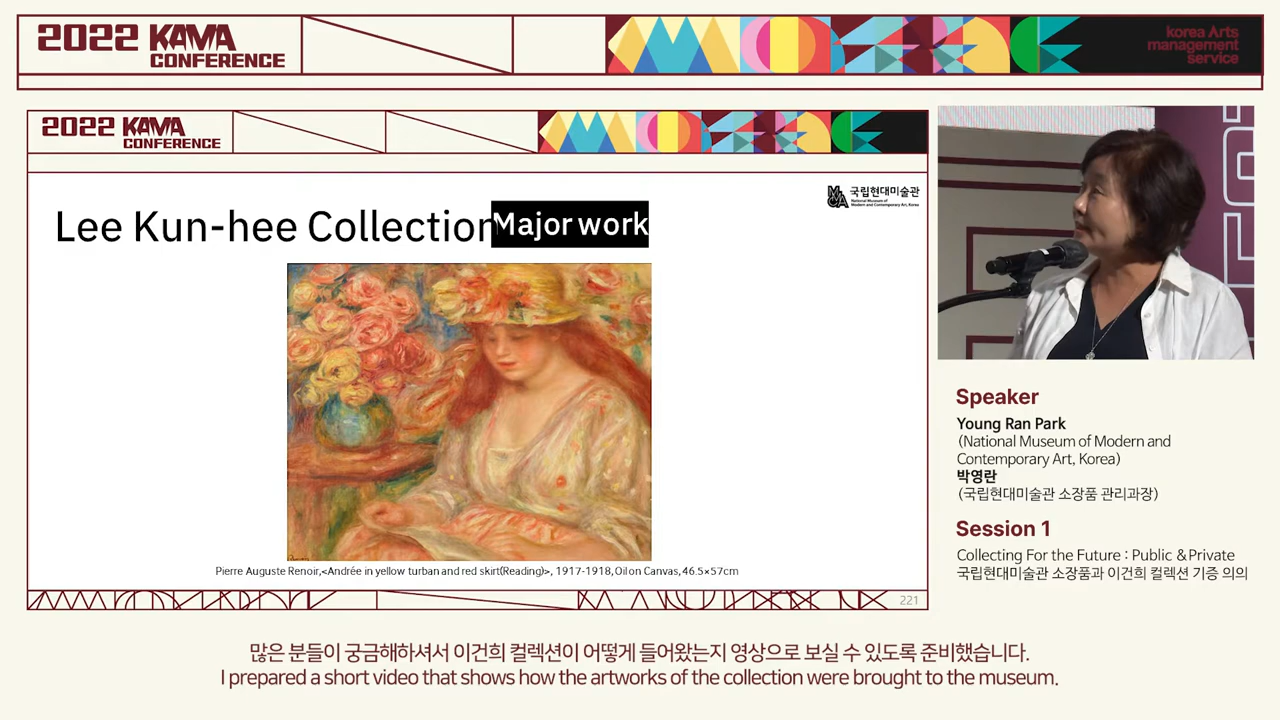 2022 KAMA
CONFERENCE
korea Arts
management
service
2022 KAMA
CONFERENCE
국립현대미술관
National Museum of
Modern and Contemporary Art, Korea
Lee Kun-hee Collection Major work
Pierre Auguste Renoir,<Andrée in yellow turban and red skirt(Reading)>, 1917-1918, Oil on Canvas, 46.5×57cm
221
Speaker
Young Ran Park
(National Museum of Modern and
Contemporary Art, Korea)
박영란
(국립현대미술관 소장품 관리과장)
Session 1
Collecting For the Future : Public & Private
국립현대미술관 소장품과 이건희 컬렉션 기증 의의
많은 분들이 궁금해하셔서 이건희 컬렉션이 어떻게 들어왔는지 영상으로 보실 수 있도록 준비했습니다.
I prepared a short video that shows how the artworks of the collection were brought to the museum.